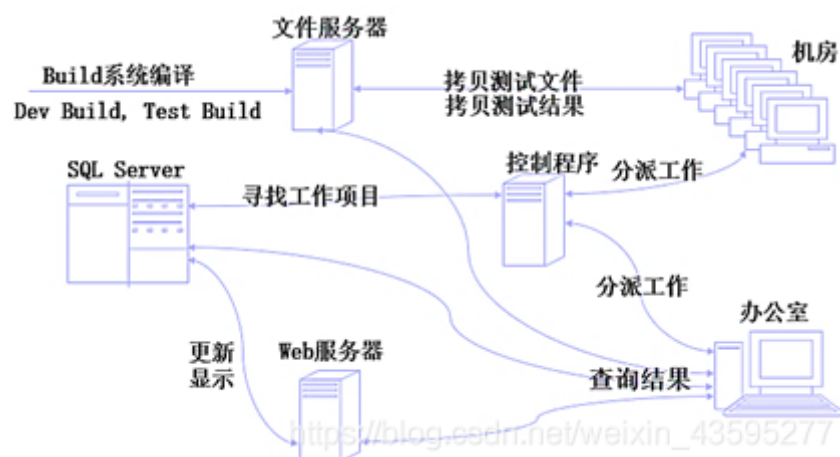 文件服务器
机房
Build系统编译
Dev Build, Test Build
拷贝测试文件
拷贝测试结果
SQL Server
控制程序
分派工作
寻找工作项目
分派工作
办公室
更新
显示
Web服务器
查询结果
https://blog.csdn.net/weixin_43595277